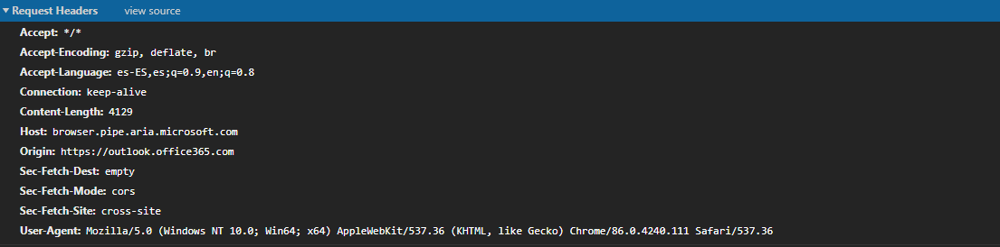 Request Headers view source
Accept: */*
Accept-Encoding: gzip, deflate, br
Accept-Language: es-ES,es;q=0.9,en;q=0.8
Connection: keep-alive
Content-Length: 4129
Host: browser.pipe.aria.microsoft.com
Origin: https://outlook.office365.com
Sec-Fetch-Dest: empty
Sec-Fetch-Mode: cors
Sec-Fetch-Site: cross-site
User-Agent: Mozilla/5.0 (Windows NT 10.0; Win64; x64) AppleWebKit/537.36 (KHTML, like Gecko) Chrome/86.0.4240.111 Safari/537.36